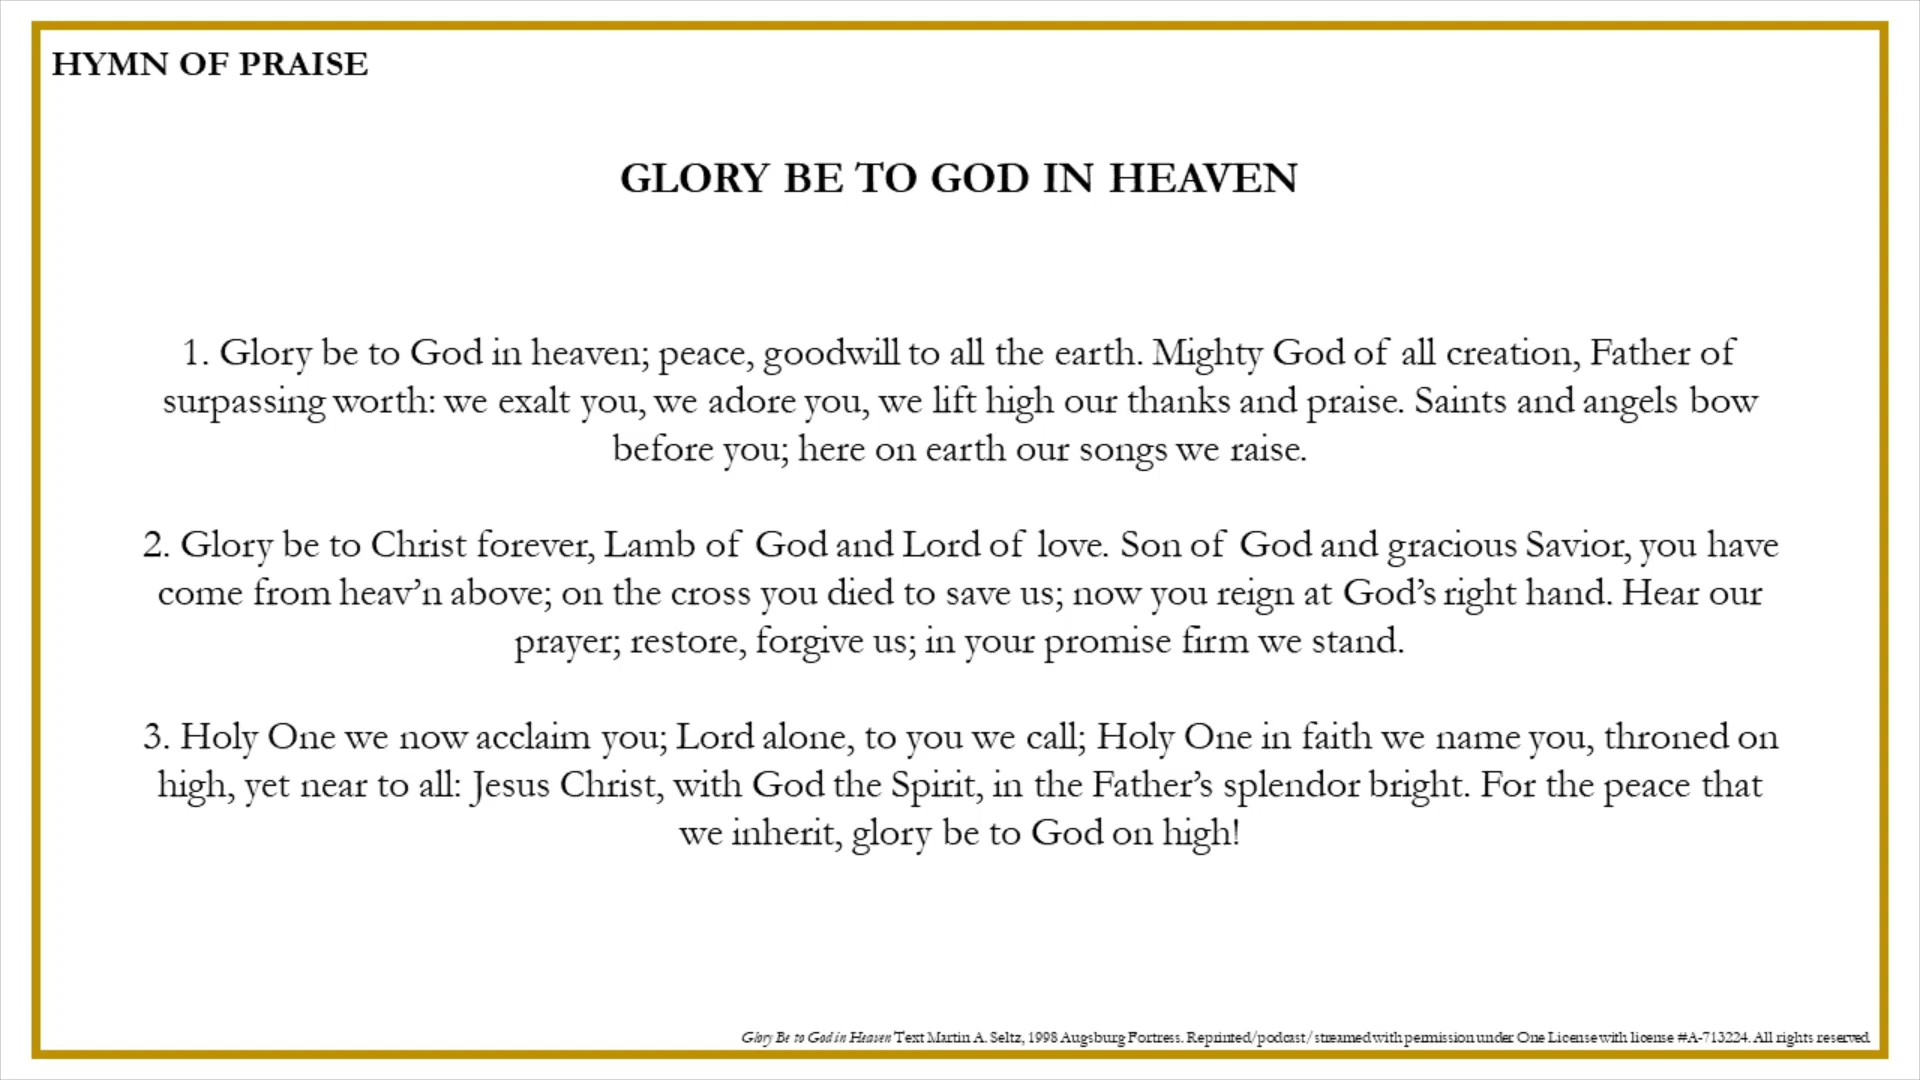 HYMN OF PRAISE
GLORY BE TO GOD IN HEAVEN
1. Glory be to God in heaven; peace, goodwill to all the earth. Mighty God of all creation, Father of
surpassing worth: we exalt you, we adore you, we lift high our thanks and praise. Saints and angels bow
before you; here on earth our songs we raise.
2. Glory be to Christ forever, Lamb of God and Lord of love. Son of God and gracious Savior, you have
come from heav’n above; on the cross you died to save us; now you reign at God’s right hand. Hear our
prayer; restore, forgive us; in your promise firm we stand.
3. Holy One we now acclaim you; Lord alone, to you we call; Holy One in faith we name you, throned on
high, yet near to all: Jesus Christ, with God the Spirit, in the Father’s splendor bright. For the peace that
we inherit, glory be to God on high!
Glory Be to God in Heaven Text Martin A. Seltz, 1998 Augsburg Fortress. Reprinted/podcast/streamed with permission under One License with license #A-713224. All rights reserved.